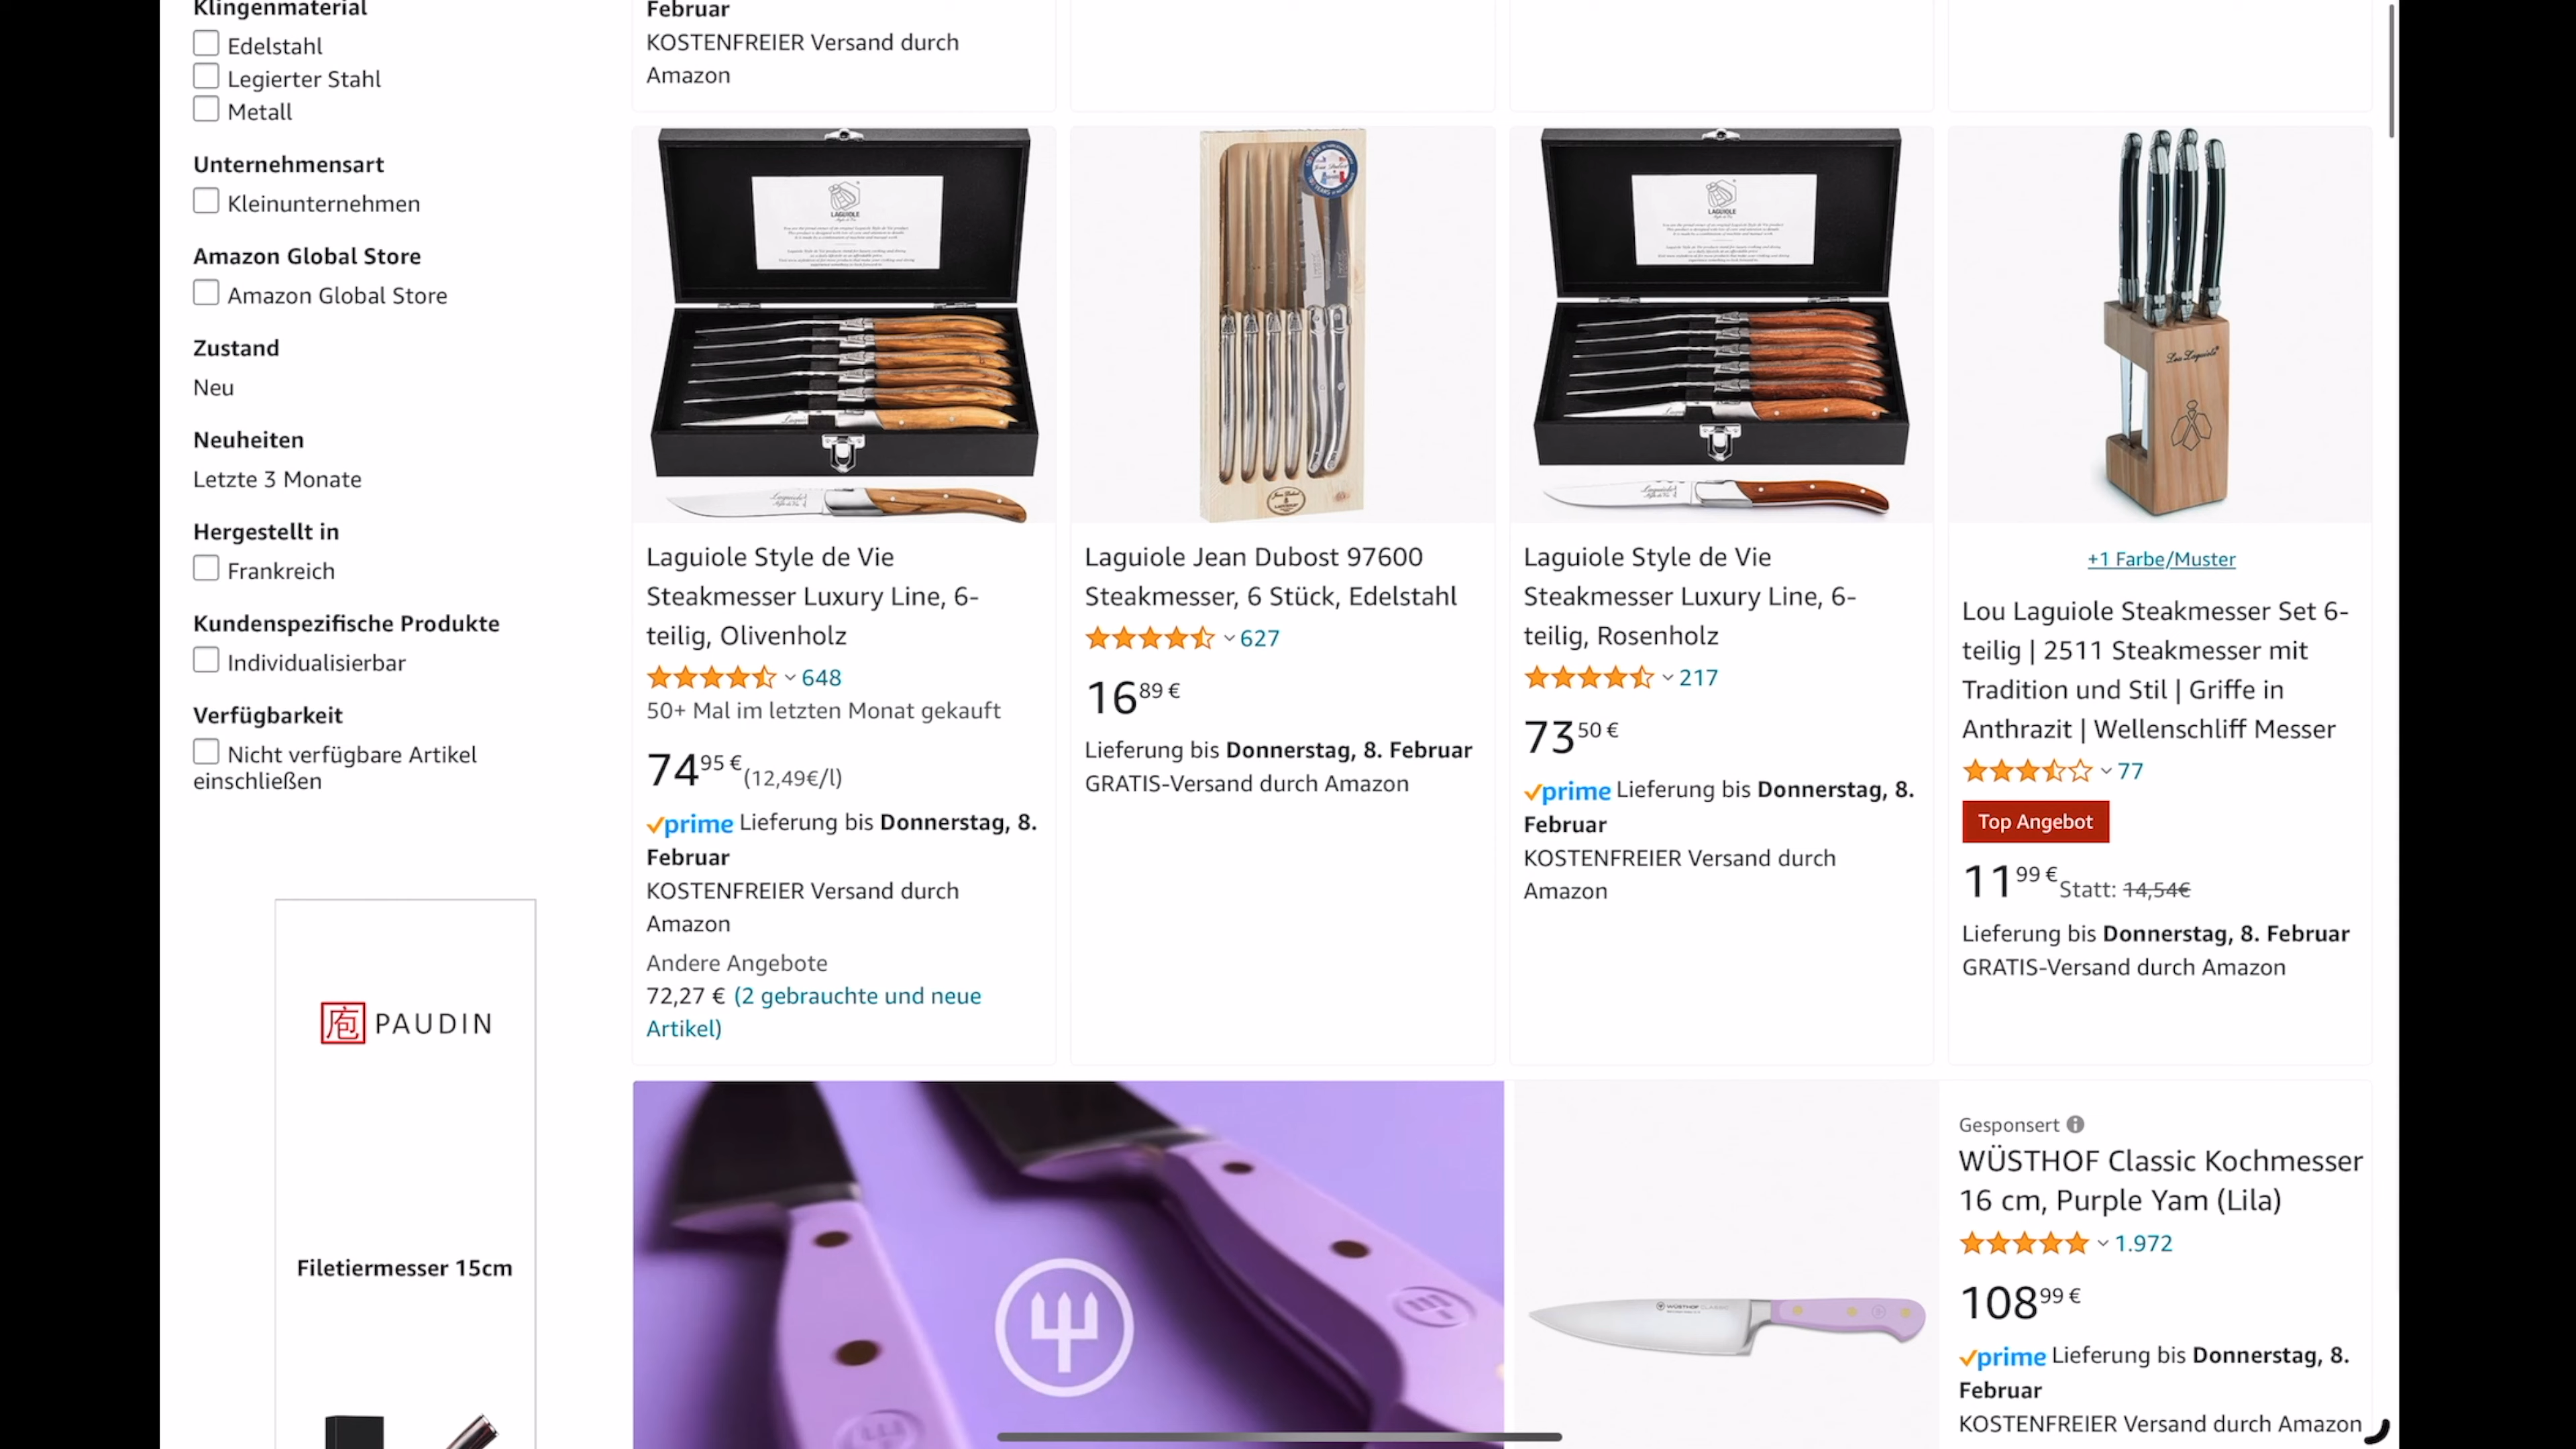 Klingenmaterial
Edelstahl
Legierter Stahl
Metall
Unternehmensart
Kleinunternehmen
Amazon Global Store
Amazon Global Store
Zustand
Neu
Neuheiten
Letzte 3 Monate
Hergestellt in
Frankreich
Kundenspezifische Produkte
Individualisierbar
Verfügbarkeit
Nicht verfügbare Artikel
einschließen
庖 PAUDIN
Filetiermesser 15cm
Februar
KOSTENFREIER Versand durch
Amazon
LAGUIOLE
Laguiole Style de Vie
Steakmesser Luxury Line, 6-
teilig, Olivenholz
648
50+ Mal im letzten Monat gekauft
74 95 € (12,49€/l)
prime Lieferung bis Donnerstag, 8.
Februar
KOSTENFREIER Versand durch
Amazon
Andere Angebote
72,27 € (2 gebrauchte und neue
Artikel)
Laguiole Jean Dubost 97600
Steakmesser, 6 Stück, Edelstahl
627
16 89 €
Lieferung bis Donnerstag, 8. Februar
GRATIS-Versand durch Amazon
LAGUIOLE
Laguiole Style de Vie
Steakmesser Luxury Line, 6-
teilig, Rosenholz
217
73 50 €
prime Lieferung bis Donnerstag, 8.
Februar
KOSTENFREIER Versand durch
Amazon
Lou Laguiole
+1 Farbe/Muster
Lou Laguiole Steakmesser Set 6-
teilig | 2511 Steakmesser mit
Tradition und Stil | Griffe in
Anthrazit | Wellenschliff Messer
77
Top Angebot
11 99 € Statt: 14,54€
Lieferung bis Donnerstag, 8. Februar
GRATIS-Versand durch Amazon
WÜSTHOF CLASSIC
Gesponsert
WÜSTHOF Classic Kochmesser
16 cm, Purple Yam (Lila)
1.972
108 99 €
prime Lieferung bis Donnerstag, 8.
Februar
KOSTENFREIER Versand durch Amazon